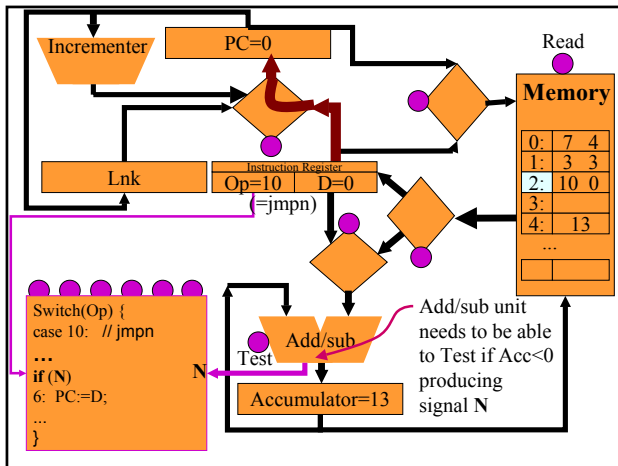 Incrementer
PC=0
Read
Memory
0: 7 4
1: 3 3
2: 10 0
3:
4: 13
...
Lnk
Instruction Register
Op=10 D=0
(=jmpn)
Switch(Op) {
case 10: // jmpn
...
if (N)
6: PC:=D;
...
}
N
Test
Add/sub
Accumulator=13
Add/sub unit
needs to be able
to Test if Acc<0
producing
signal N